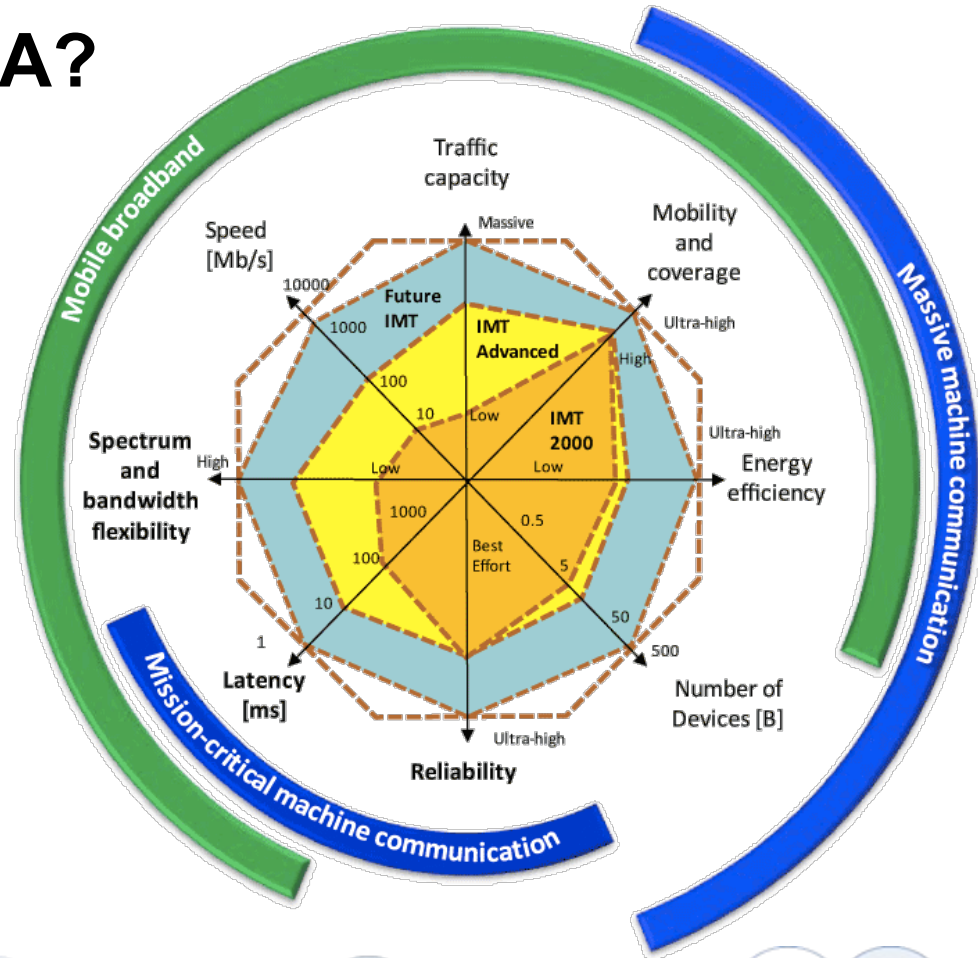 A?
Mobile broadband
Massive machine communication
Mission-critical machine communication
Traffic
capacity
Massive
Mobility
and
coverage
Speed
[Mb/s]
10000
1000
100
10
Future
IMT
IMT
Advanced
IMT
2000
Ultra-high
High
Low
Ultra-high
Energy
efficiency
Low
Spectrum
and
bandwidth
flexibility
High
Low
1000
100
10
1
Latency
[ms]
Best
Effort
Ultra-high
Reliability
0.5
5
50
500
Number of
Devices [B]